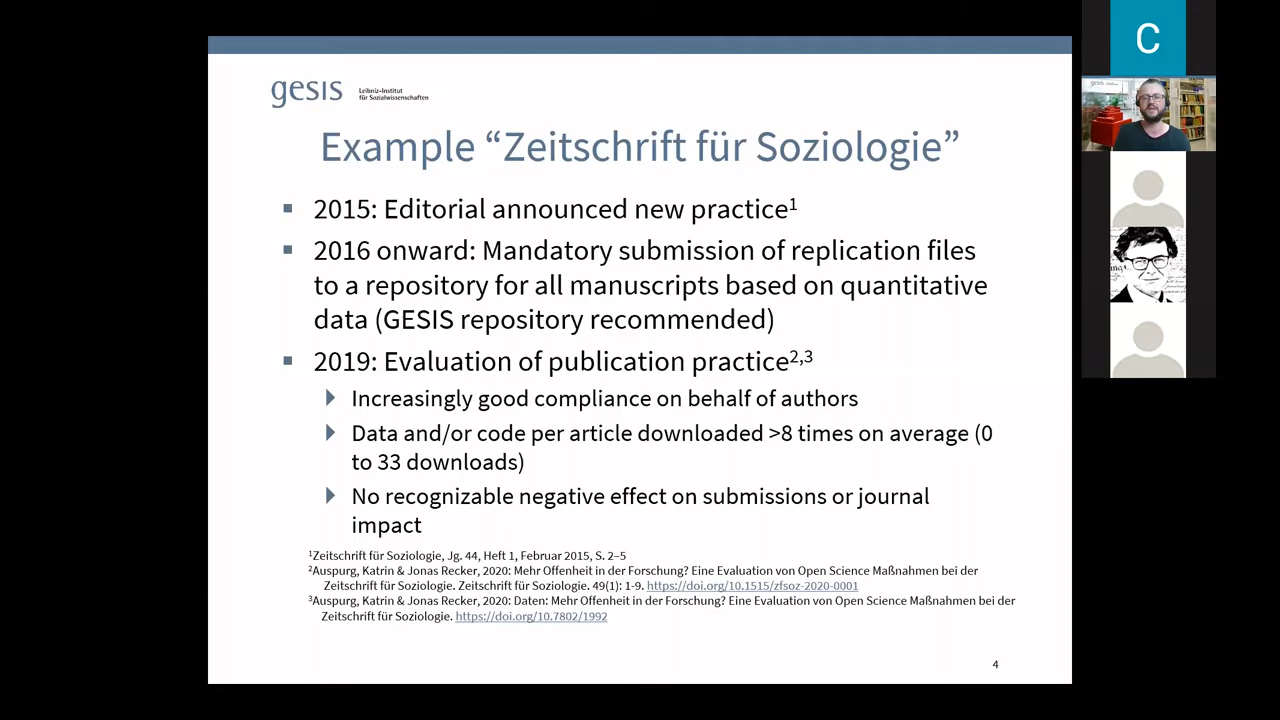 C
gesis
Leibniz-Institut
für Sozialwissenschaften
Example “Zeitschrift für Soziologie”
2015: Editorial announced new practice1
2016 onward: Mandatory submission of replication files
to a repository for all manuscripts based on quantitative
data (GESIS repository recommended)
2019: Evaluation of publication practice2,3
Increasingly good compliance on behalf of authors
Data and/or code per article downloaded >8 times on average (0
to 33 downloads)
No recognizable negative effect on submissions or journal
impact
1Zeitschrift für Soziologie, Jg. 44, Heft 1, Februar 2015, S. 2–5
2Auspurg, Katrin & Jonas Recker, 2020: Mehr Offenheit in der Forschung? Eine Evaluation von Open Science Maßnahmen bei der
Zeitschrift für Soziologie. Zeitschrift für Soziologie. 49(1): 1-9. https://doi.org/10.1515/zfsoz-2020-0001
3Auspurg, Katrin & Jonas Recker, 2020: Daten: Mehr Offenheit in der Forschung? Eine Evaluation von Open Science Maßnahmen bei der
Zeitschrift für Soziologie. https://doi.org/10.7802/1992
4